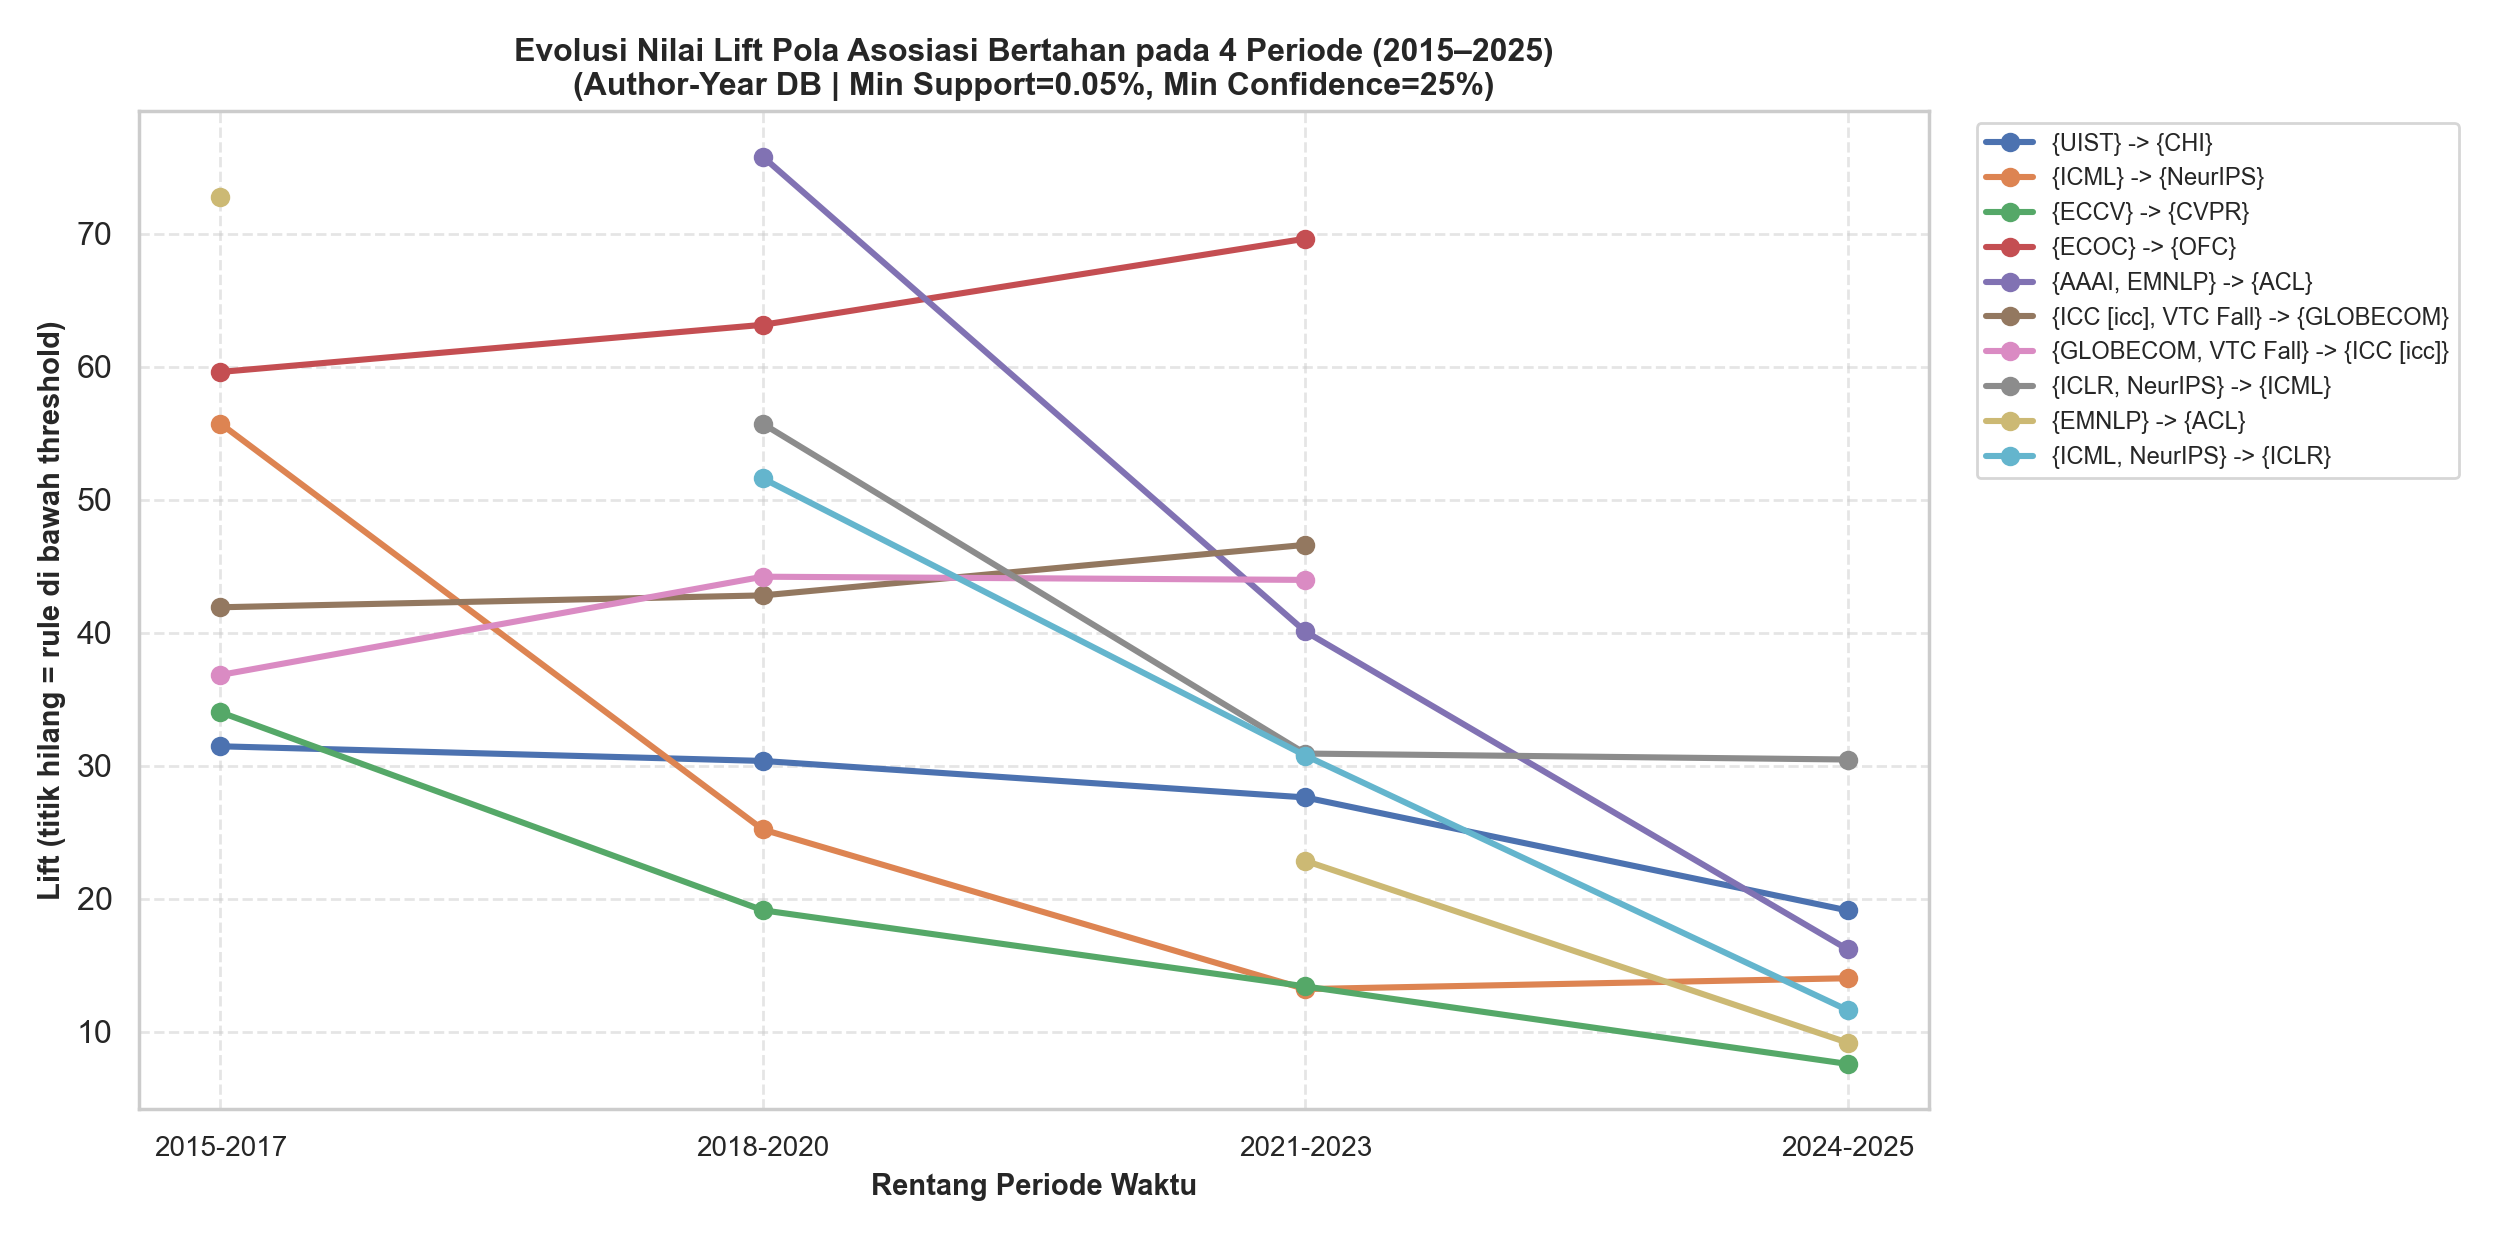 Evolusi Nilai Lift Pola Asosiasi Bertahan pada 4 Periode (2015–2025)
(Author-Year DB | Min Support=0.05%, Min Confidence=25%)
Lift (titik hilang = rule di bawah threshold)
70
60
50
40
30
20
10
2015-2017
2018-2020
2021-2023
2024-2025
Rentang Periode Waktu
{UIST} -> {CHI}
{ICML} -> {NeurIPS}
{ECCV} -> {CVPR}
{ECOC} -> {OFC}
{AAAI, EMNLP} -> {ACL}
{ICC [icc], VTC Fall} -> {GLOBECOM}
{GLOBECOM, VTC Fall} -> {ICC [icc]}
{ICLR, NeurIPS} -> {ICML}
{EMNLP} -> {ACL}
{ICML, NeurIPS} -> {ICLR}